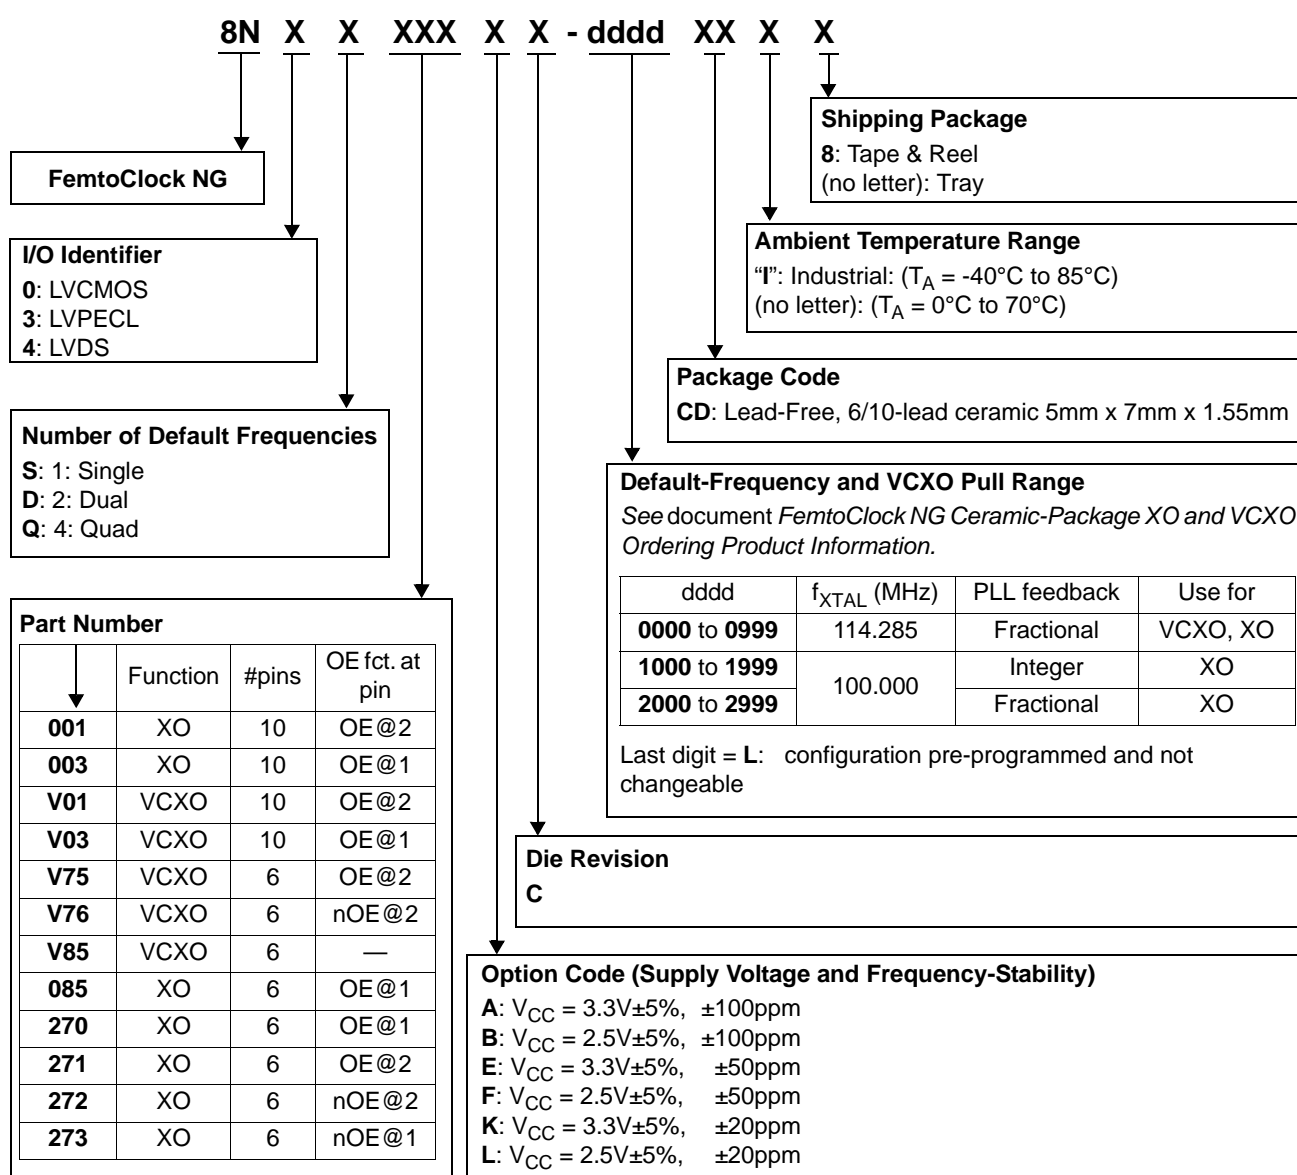 8N X X XXX X X - dddd XX X X
FemtoClock NG
I/O Identifier
0: LVCMOS
3: LVPECL
4: LVDS
Number of Default Frequencies
S: 1: Single
D: 2: Dual
Q: 4: Quad
Part Number
Function #pins OE fct. at pin
001 XO 10 OE@2
003 XO 10 OE@1
V01 VCXO 10 OE@2
V03 VCXO 10 OE@1
V75 VCXO 6 OE@2
V76 VCXO 6 nOE@2
V85 VCXO 6 —
085 XO 6 OE@1
270 XO 6 OE@1
271 XO 6 OE@2
272 XO 6 nOE@2
273 XO 6 nOE@1
Shipping Package
8: Tape & Reel
(no letter): Tray
Ambient Temperature Range
“I”: Industrial: (TA = -40°C to 85°C)
(no letter): (TA = 0°C to 70°C)
Package Code
CD: Lead-Free, 6/10-lead ceramic 5mm x 7mm x 1.55mm
Default-Frequency and VCXO Pull Range
See document FemtoClock NG Ceramic-Package XO and VCXO
Ordering Product Information.
dddd fXTAL (MHz) PLL feedback Use for
0000 to 0999 114.285 Fractional VCXO, XO
1000 to 1999 100.000 Integer XO
2000 to 2999 Fractional XO
Last digit = L: configuration pre-programmed and not
changeable
Die Revision
C
Option Code (Supply Voltage and Frequency-Stability)
A: VCC = 3.3V±5%, ±100ppm
B: VCC = 2.5V±5%, ±100ppm
E: VCC = 3.3V±5%, ±50ppm
F: VCC = 2.5V±5%, ±50ppm
K: VCC = 3.3V±5%, ±20ppm
L: VCC = 2.5V±5%, ±20ppm